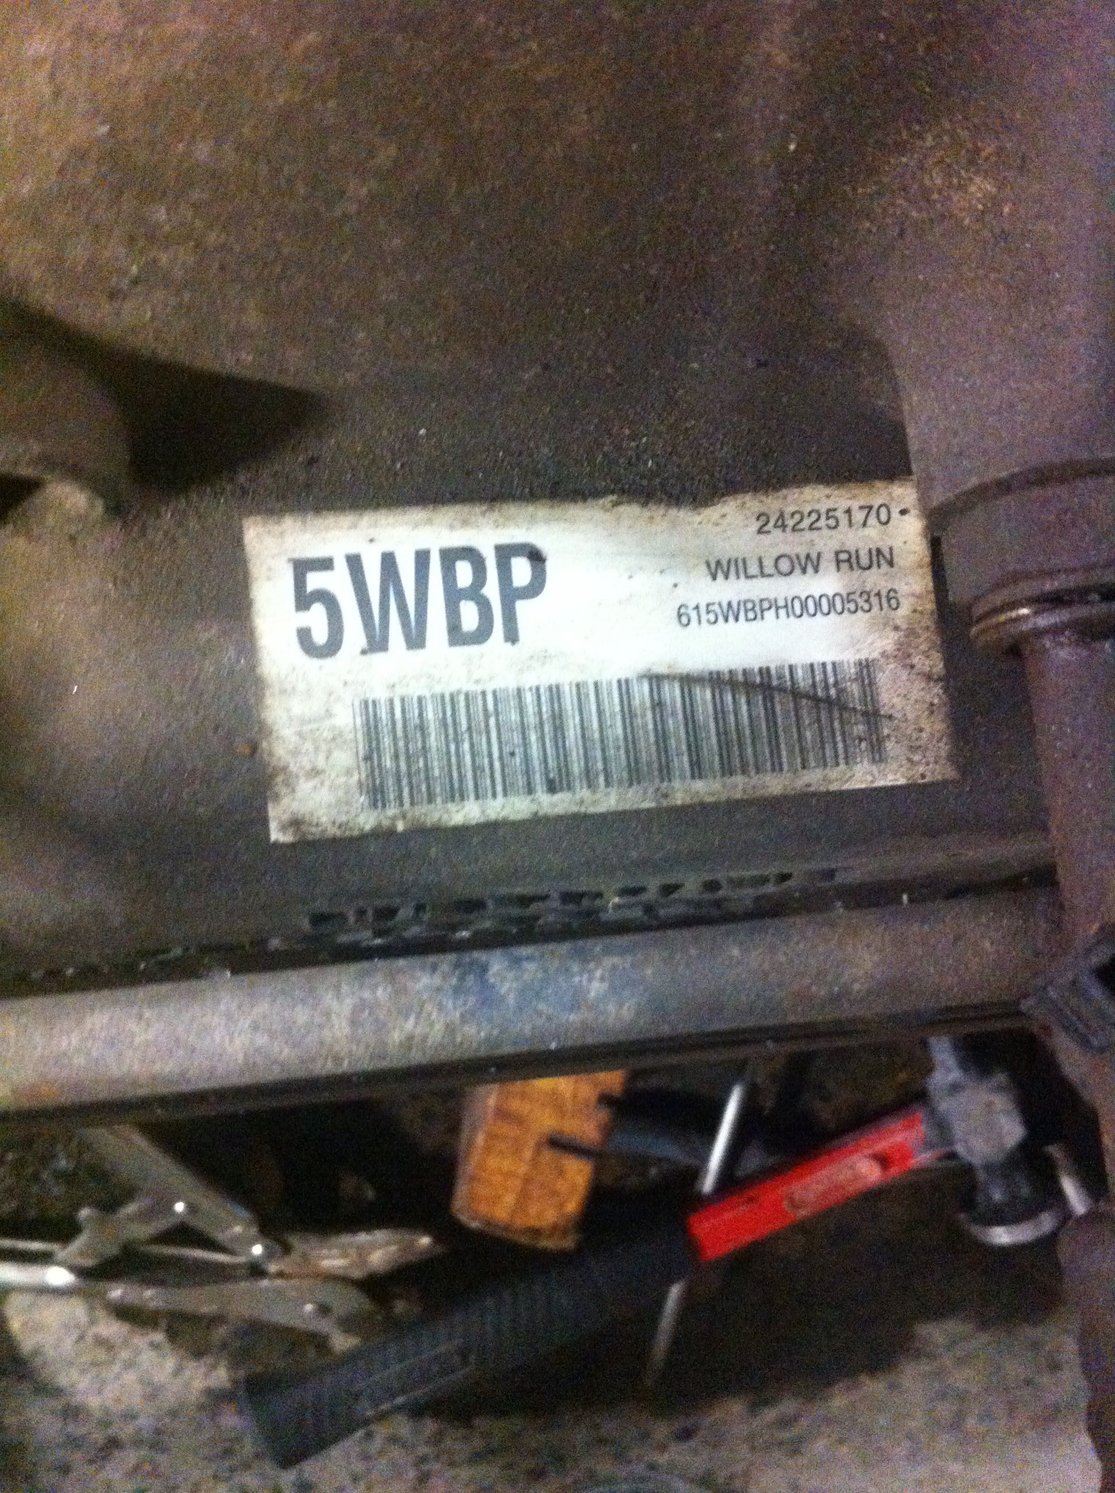 5WBP
24225170
WILLOW RUN
615WBPH00005316